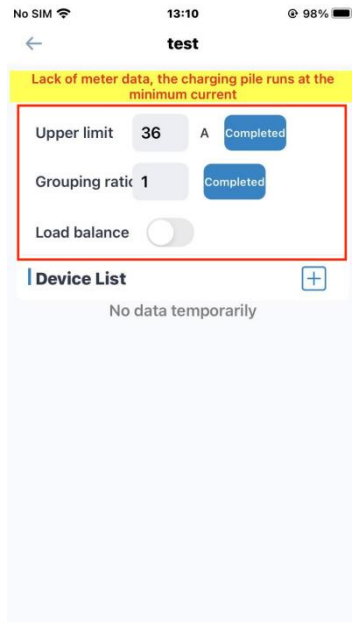 No SIM 13:10 98%
test
Lack of meter data, the charging pile runs at the
minimum current
Upper limit 36 A Completed
Grouping ratic 1 Completed
Load balance
Device List
No data temporarily